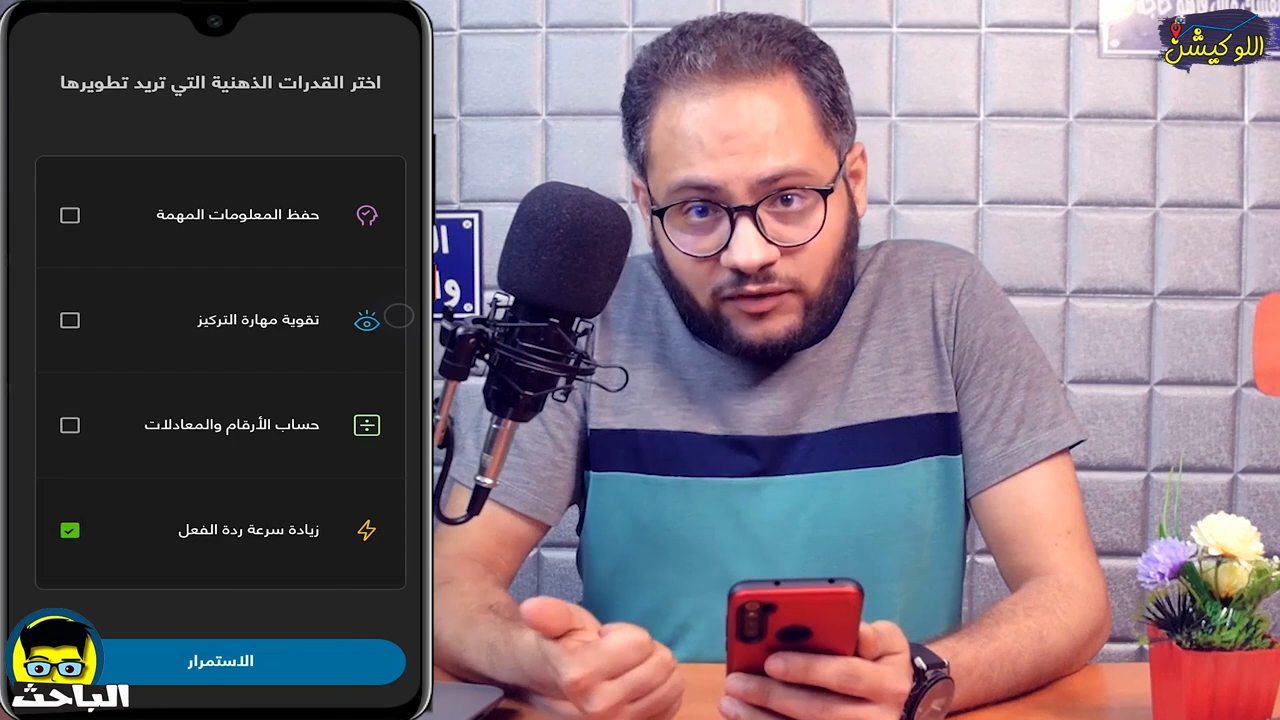 اختر القدرات الذهنية التي تريد تطويرها
حفظ المعلومات المهمة
تقوية مهارة التركيز
حساب الأرقام والمعادلات
زيادة سرعة ردة الفعل
الاستمرار
الباحث
اللوكيشن